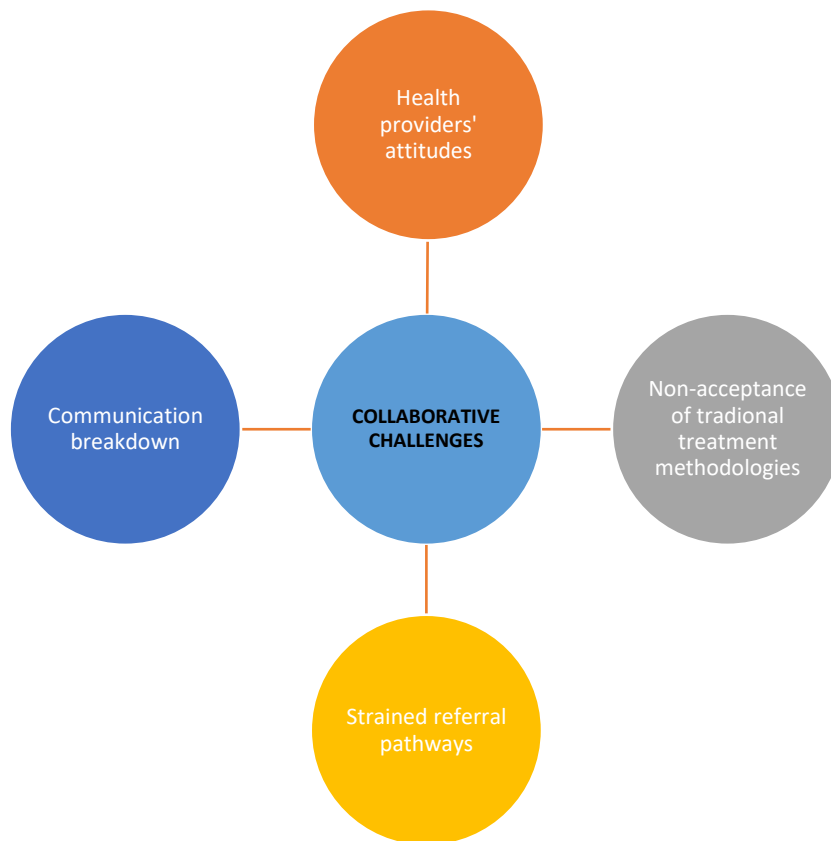 Health
providers'
attitudes
Communication
breakdown
COLLABORATIVE
CHALLENGES
Non-acceptance
of tradional
treatment
methodologies
Strained referral
pathways